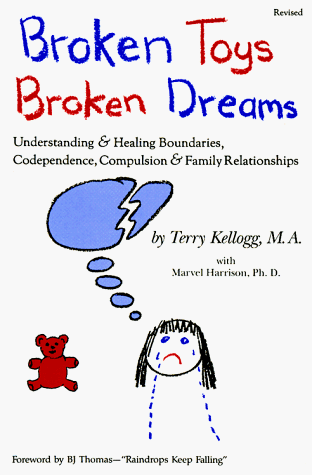 Revised
Broken Toys
Broken Dreams
Understanding & Healing Boundaries,
Codependence, Compulsion & Family Relationships
by Terry Kellogg, M.A.
with
Marvel Harrison, Ph. D.
Foreword by BJ Thomas—"Raindrops Keep Falling"